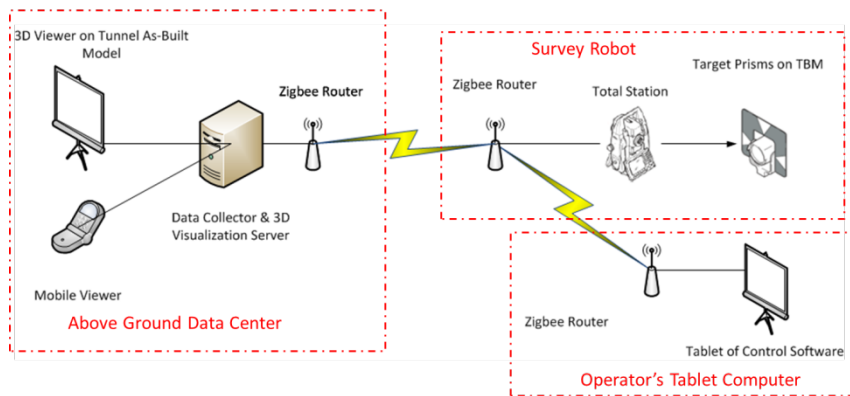 3D Viewer on Tunnel As-Built
Model
Zigbee Router
Data Collector & 3D
Visualization Server
Mobile Viewer
Above Ground Data Center
Survey Robot
Zigbee Router
Total Station
Target Prisms on TBM
Zigbee Router
Tablet of Control Software
Operator's Tablet Computer